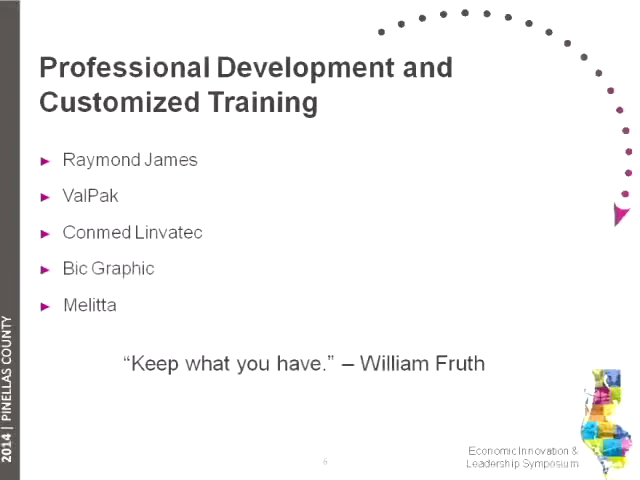 Professional Development and
Customized Training
► Raymond James
► ValPak
► Conmed Linvatec
► Bic Graphic
► Melitta
“Keep what you have.” – William Fruth
2014 | PINELLAS COUNTY
6
Economic Innovation &
Leadership Symposium